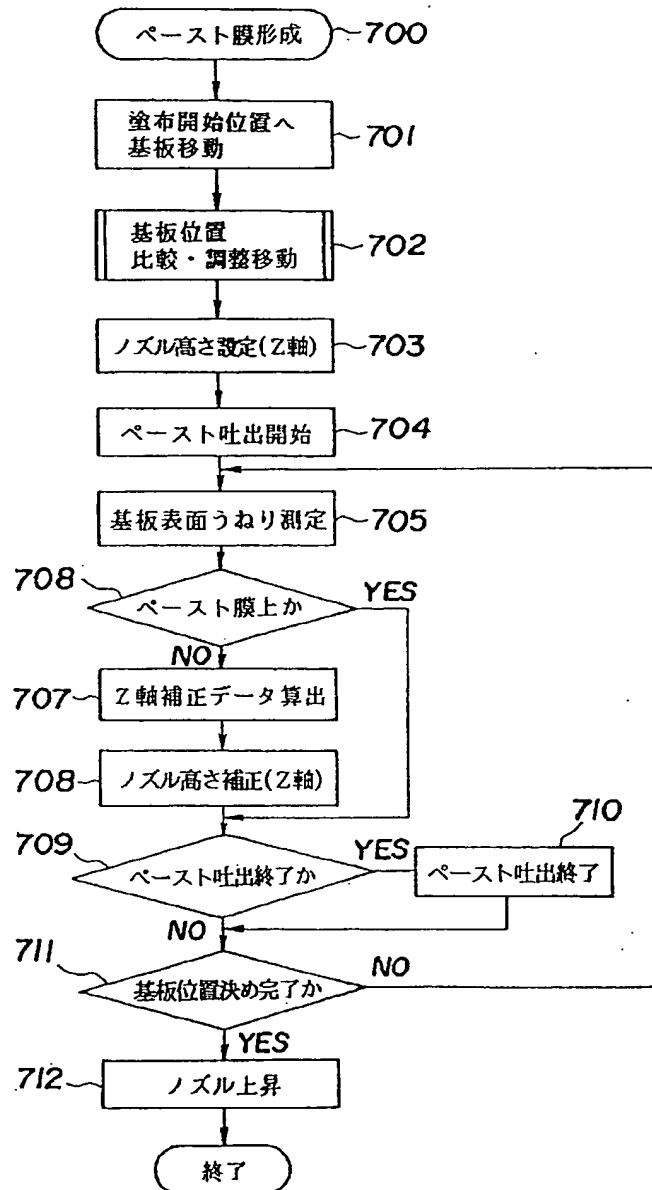 ペースト膜形成
700
塗布開始位置へ
基板移動
701
基板位置
比較・調整移動
702
ノズル高さ設定(Z軸)
703
ペースト吐出開始
704
基板表面うねり測定
705
708
ペースト膜上か
YES
NO
707
Z軸補正データ算出
708
ノズル高さ補正(Z軸)
709
ペースト吐出終了か
YES
710
ペースト吐出終了
NO
711
基板位置決め完了か
NO
YES
712
ノズル上昇
終了